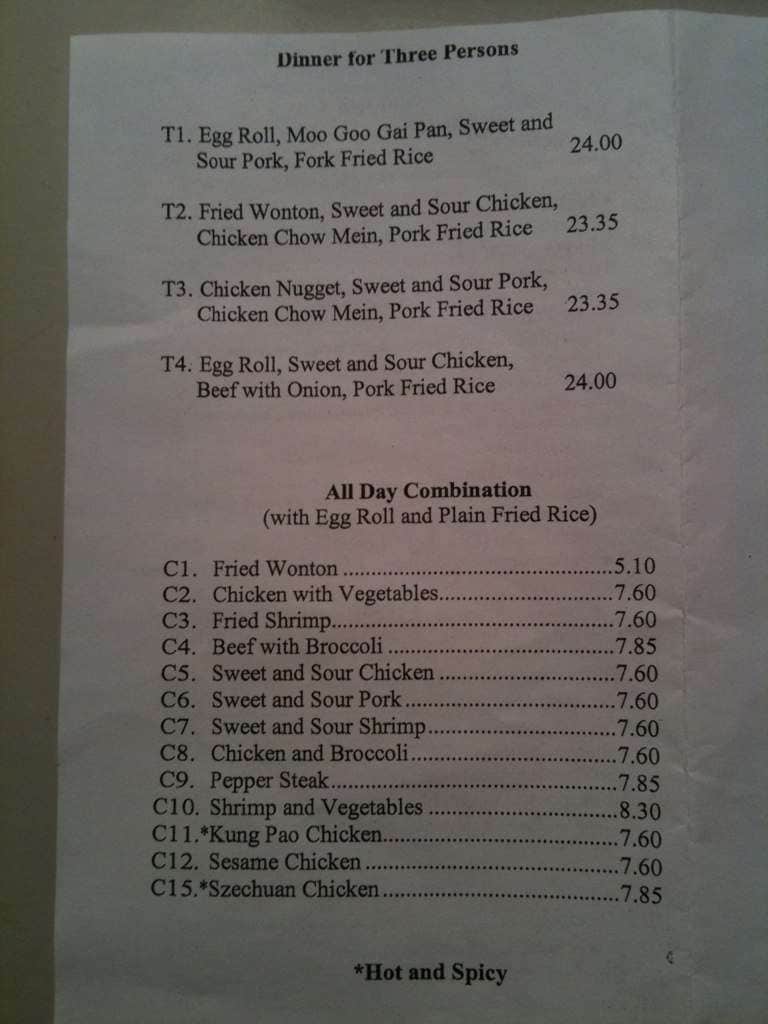 Dinner for Three Persons
T1. Egg Roll, Moo Goo Gai Pan, Sweet and
Sour Pork, Fork Fried Rice 24.00
T2. Fried Wonton, Sweet and Sour Chicken,
Chicken Chow Mein, Pork Fried Rice 23.35
T3. Chicken Nugget, Sweet and Sour Pork,
Chicken Chow Mein, Pork Fried Rice 23.35
T4. Egg Roll, Sweet and Sour Chicken,
Beef with Onion, Pork Fried Rice 24.00
All Day Combination
(with Egg Roll and Plain Fried Rice)
C1. Fried Wonton ............................................5.10
C2. Chicken with Vegetables............................7.60
C3. Fried Shrimp..............................................7.60
C4. Beef with Broccoli .....................................7.85
C5. Sweet and Sour Chicken ............................7.60
C6. Sweet and Sour Pork ..................................7.60
C7. Sweet and Sour Shrimp..............................7.60
C8. Chicken and Broccoli.................................7.60
C9. Pepper Steak...............................................7.85
C10. Shrimp and Vegetables ..............................8.30
C11.*Kung Pao Chicken......................................7.60
C12. Sesame Chicken .........................................7.60
C15.*Szechuan Chicken......................................7.85
*Hot and Spicy